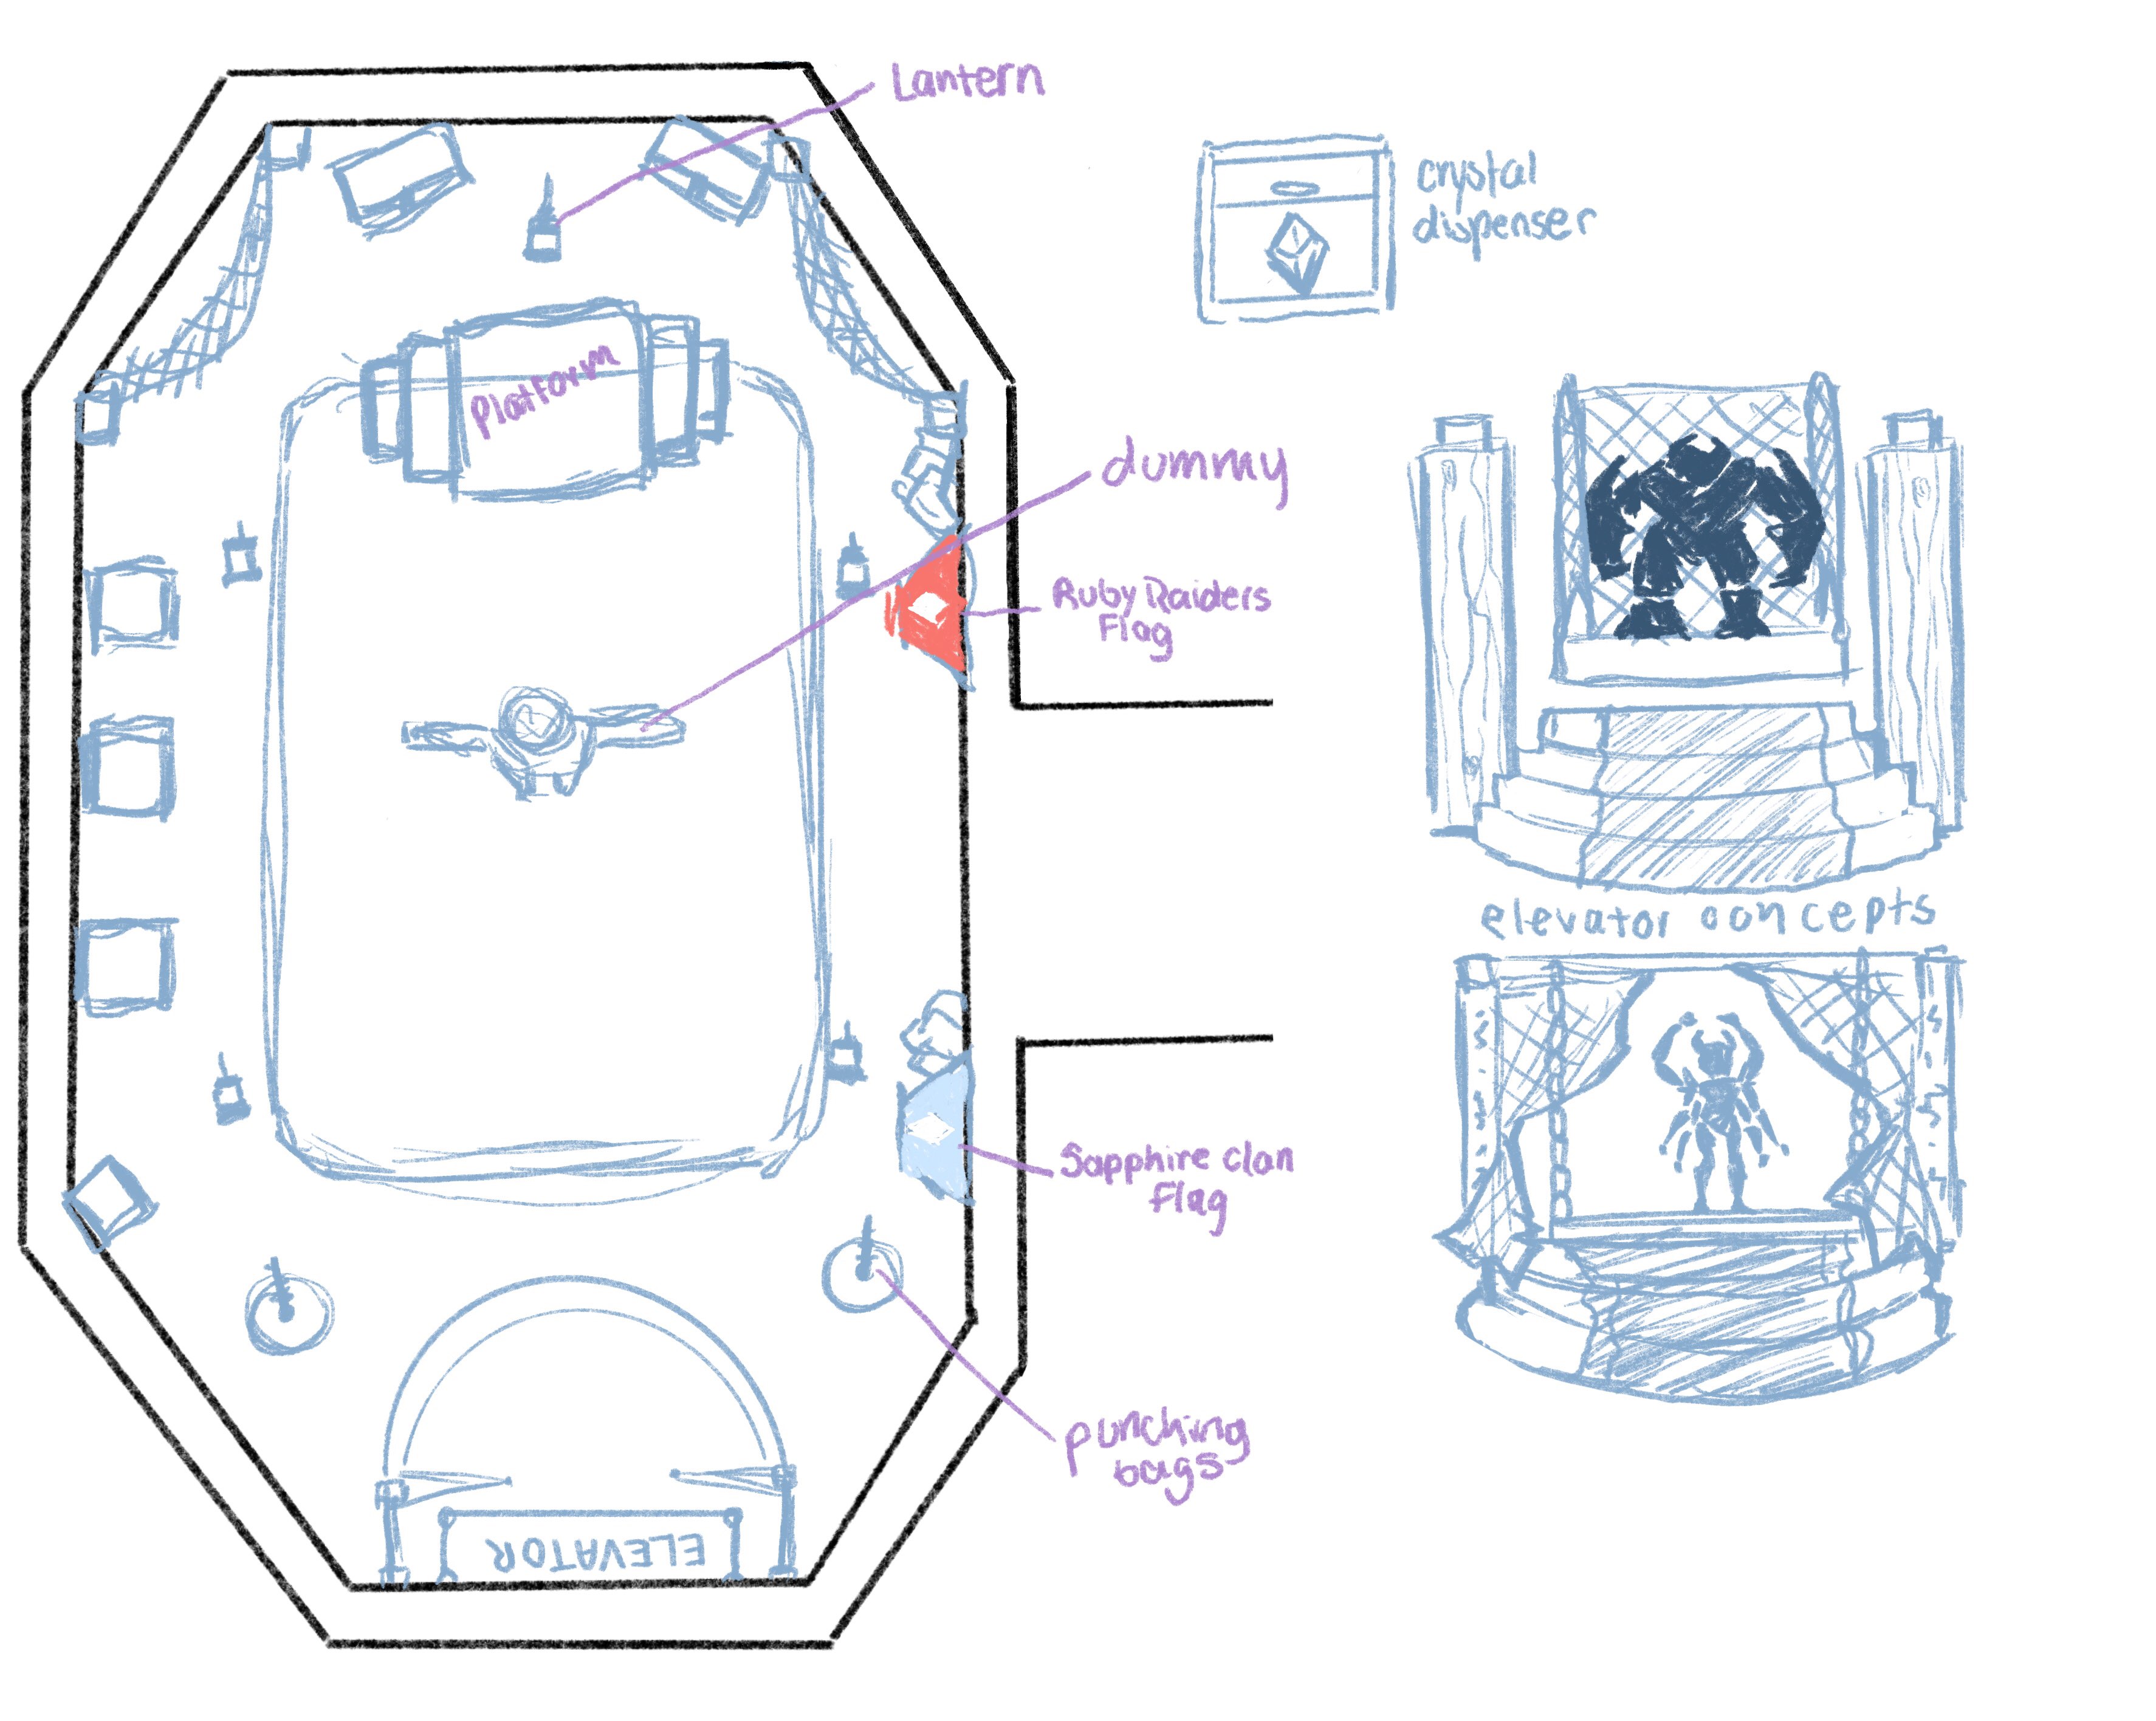 Lantern
crystal
dispenser
Platform
dummy
Ruby Raiders
Flag
elevator concepts
Sapphire clan
Flag
punching
bags
ELEVATOR